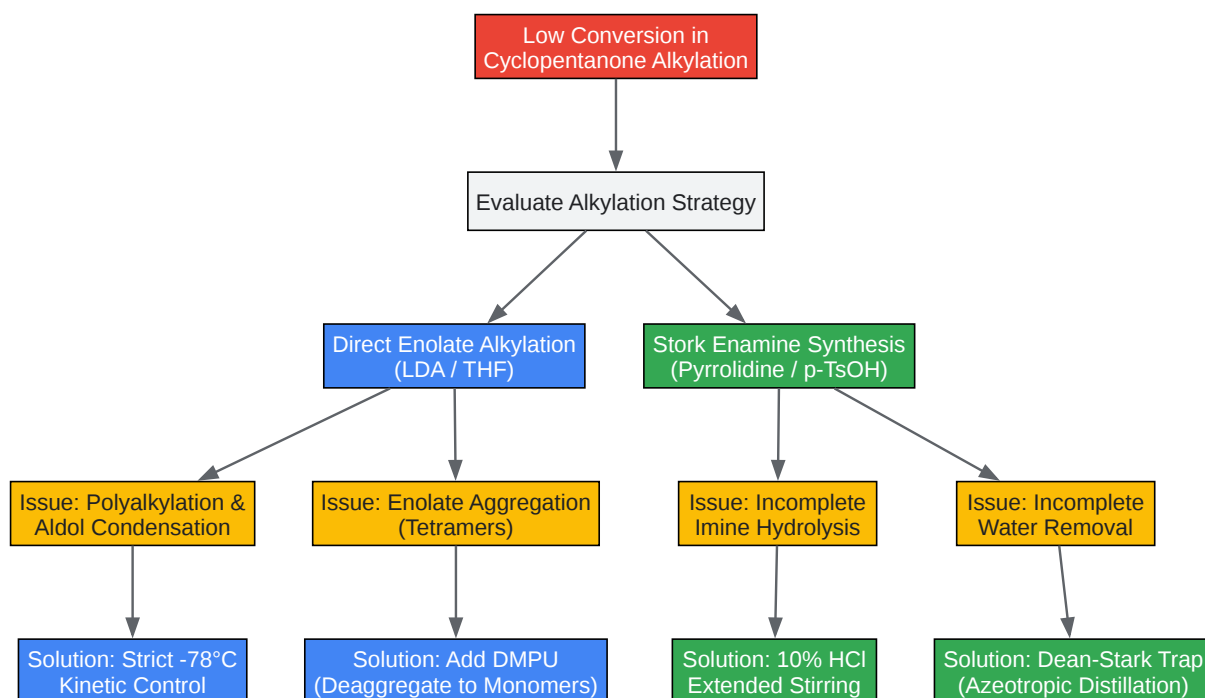 Low Conversion in
Cyclopentanone Alkylation
Evaluate Alkylation Strategy
Direct Enolate Alkylation
(LDA / THF)
Stork Enamine Synthesis
(Pyrrolidine / p-TsOH)
Issue: Polyalkylation &
Aldol Condensation
Issue: Enolate Aggregation
(Tetramers)
Issue: Incomplete
Imine Hydrolysis
Issue: Incomplete
Water Removal
Solution: Strict -78°C
Kinetic Control
Solution: Add DMPU
(Deaggregate to Monomers)
Solution: 10% HCl
Extended Stirring
Solution: Dean-Stark Trap
(Azeotropic Distillation)